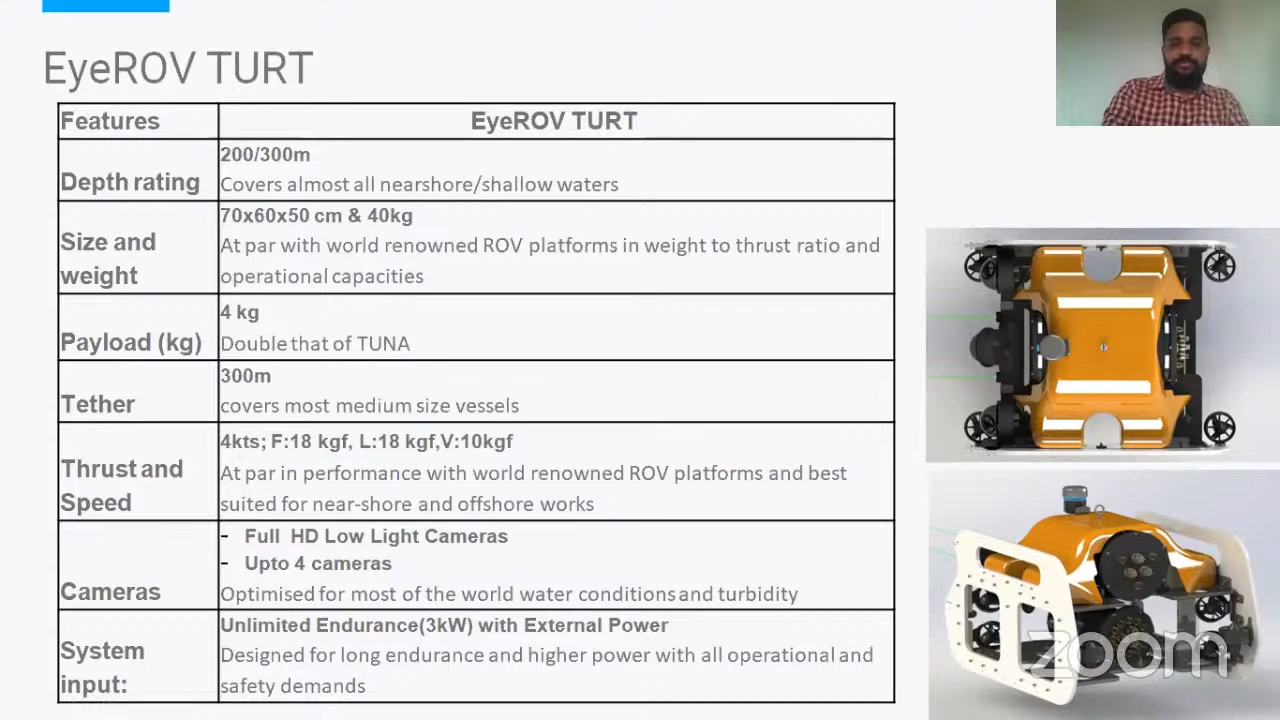 EyeROV TURT
Features
EyeROV TURT
Depth rating
200/300m
Covers almost all nearshore/shallow waters
Size and
weight
70x60x50 cm & 40kg
At par with world renowned ROV platforms in weight to thrust ratio and
operational capacities
Payload (kg)
4 kg
Double that of TUNA
Tether
300m
covers most medium size vessels
Thrust and
Speed
4kts; F:18 kgf, L:18 kgf,V:10kgf
At par in performance with world renowned ROV platforms and best
suited for near-shore and offshore works
Cameras
- Full HD Low Light Cameras
- Upto 4 cameras
Optimised for most of the world water conditions and turbidity
System
input:
Unlimited Endurance(3kW) with External Power
Designed for long endurance and higher power with all operational and
safety demands
zoom